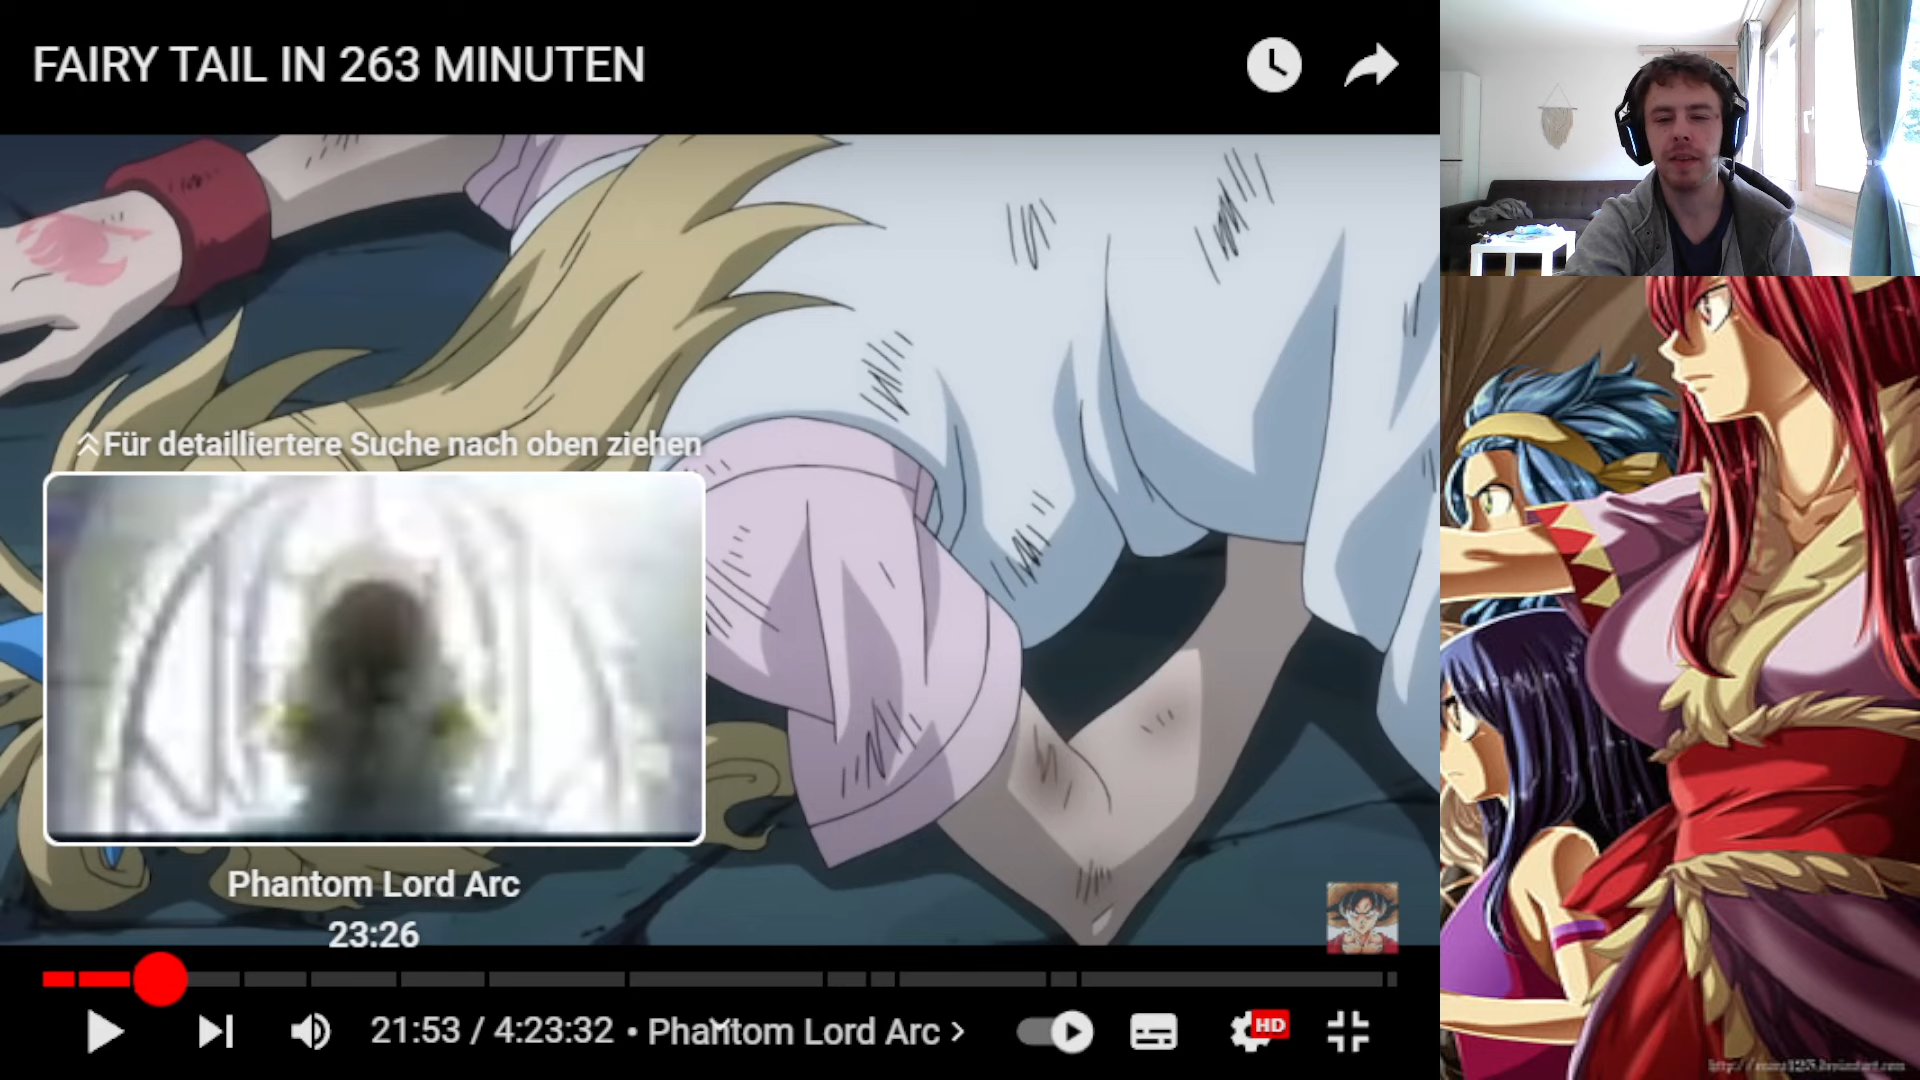 FAIRY TAIL IN 263 MINUTEN
Für detailliertere Suche nach oben ziehen
Phantom Lord Arc
23:26
21:53 / 4:23:32 • Phantom Lord Arc
HD